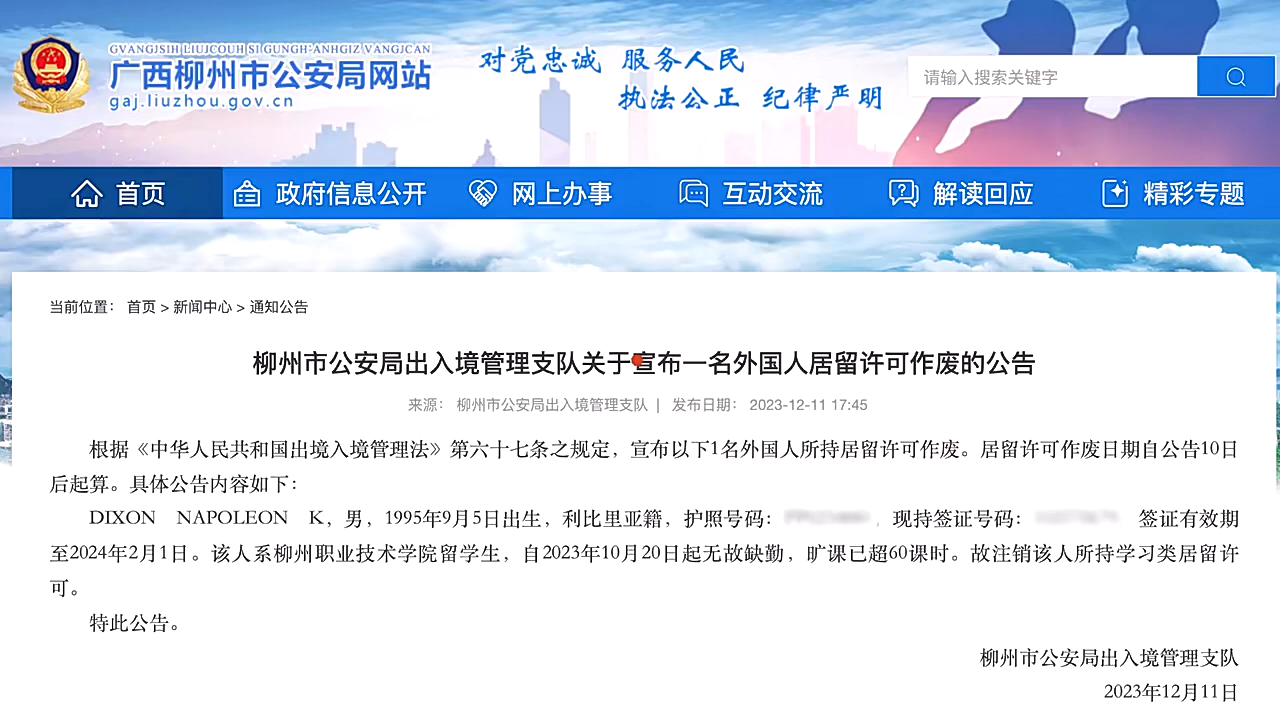 GVANGJSIH LIUJCOUH SI GUNGH-ANHGIZ VANGJCAN
广西柳州市公安局网站
gaj.liuzhou.gov.cn
对党忠诚 服务人民
执法公正 纪律严明
请输入搜索关键字
首页 政府信息公开 网上办事 互动交流 解读回应 精彩专题
当前位置： 首页 > 新闻中心 > 通知公告
柳州市公安局出入境管理支队关于宣布一名外国人居留许可作废的公告
来源： 柳州市公安局出入境管理支队 | 发布日期： 2023-12-11 17:45
根据《中华人民共和国出境入境管理法》第六十七条之规定，宣布以下1名外国人所持居留许可作废。居留许可作废日期自公告10日
后起算。具体公告内容如下：
DIXON NAPOLEON K，男，1995年9月5日出生，利比里亚籍，护照号码： ，现持签证号码： 签证有效期
至2024年2月1日。该人系柳州职业技术学院留学生，自2023年10月20日起无故缺勤，旷课已超60课时。故注销该人所持学习类居留许
可。
特此公告。
柳州市公安局出入境管理支队
2023年12月11日